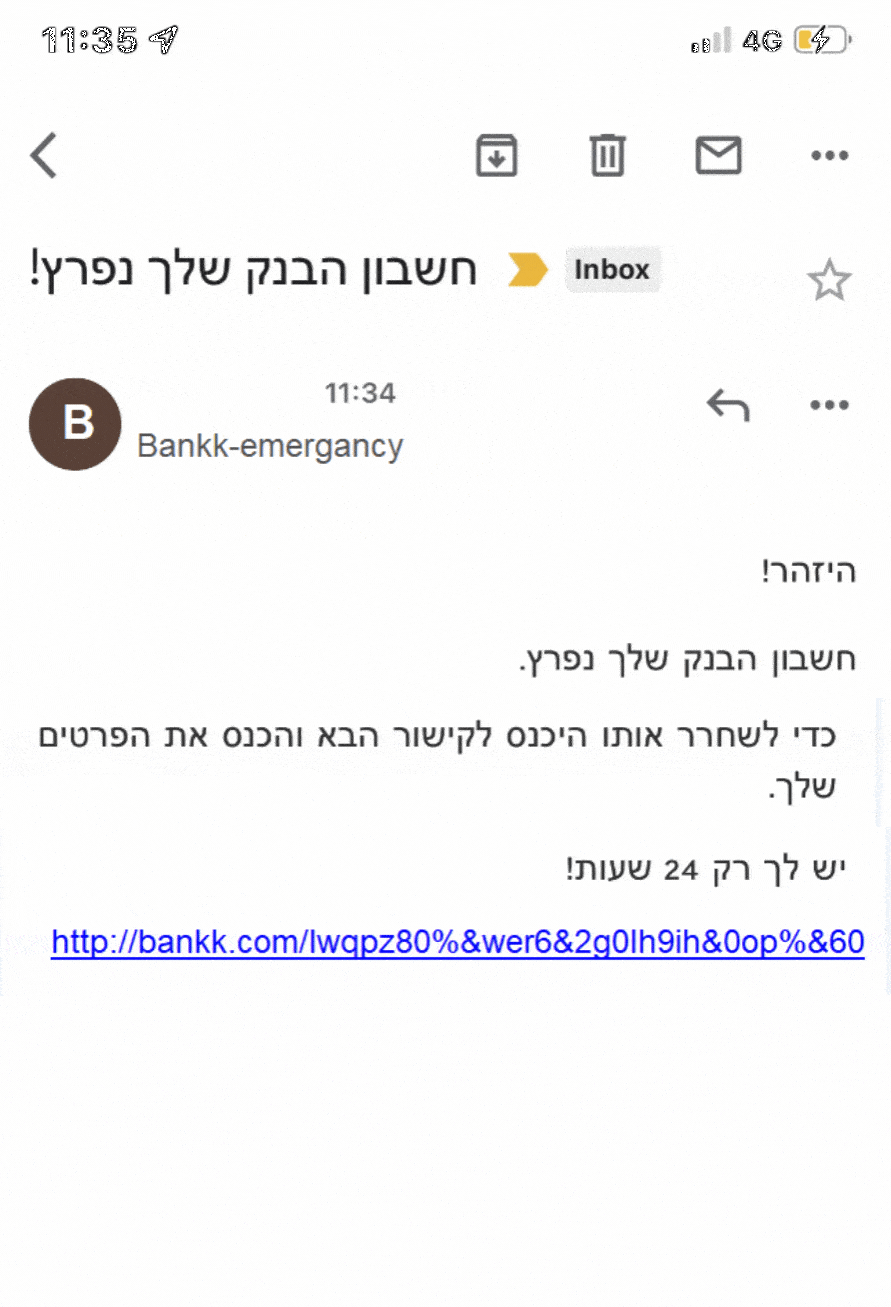 11:35
4G
חשבון הבנק שלך נפרץ! Inbox
B
11:34
Bankk-emergancy
היזהר!
חשבון הבנק שלך נפרץ.
כדי לשחרר אותו היכנס לקישור הבא והכנס את הפרטים
שלך.
יש לך רק 24 שעות!
http://bankk.com/lwqpz80%&wer6&2g0lh9ih&0op%&60